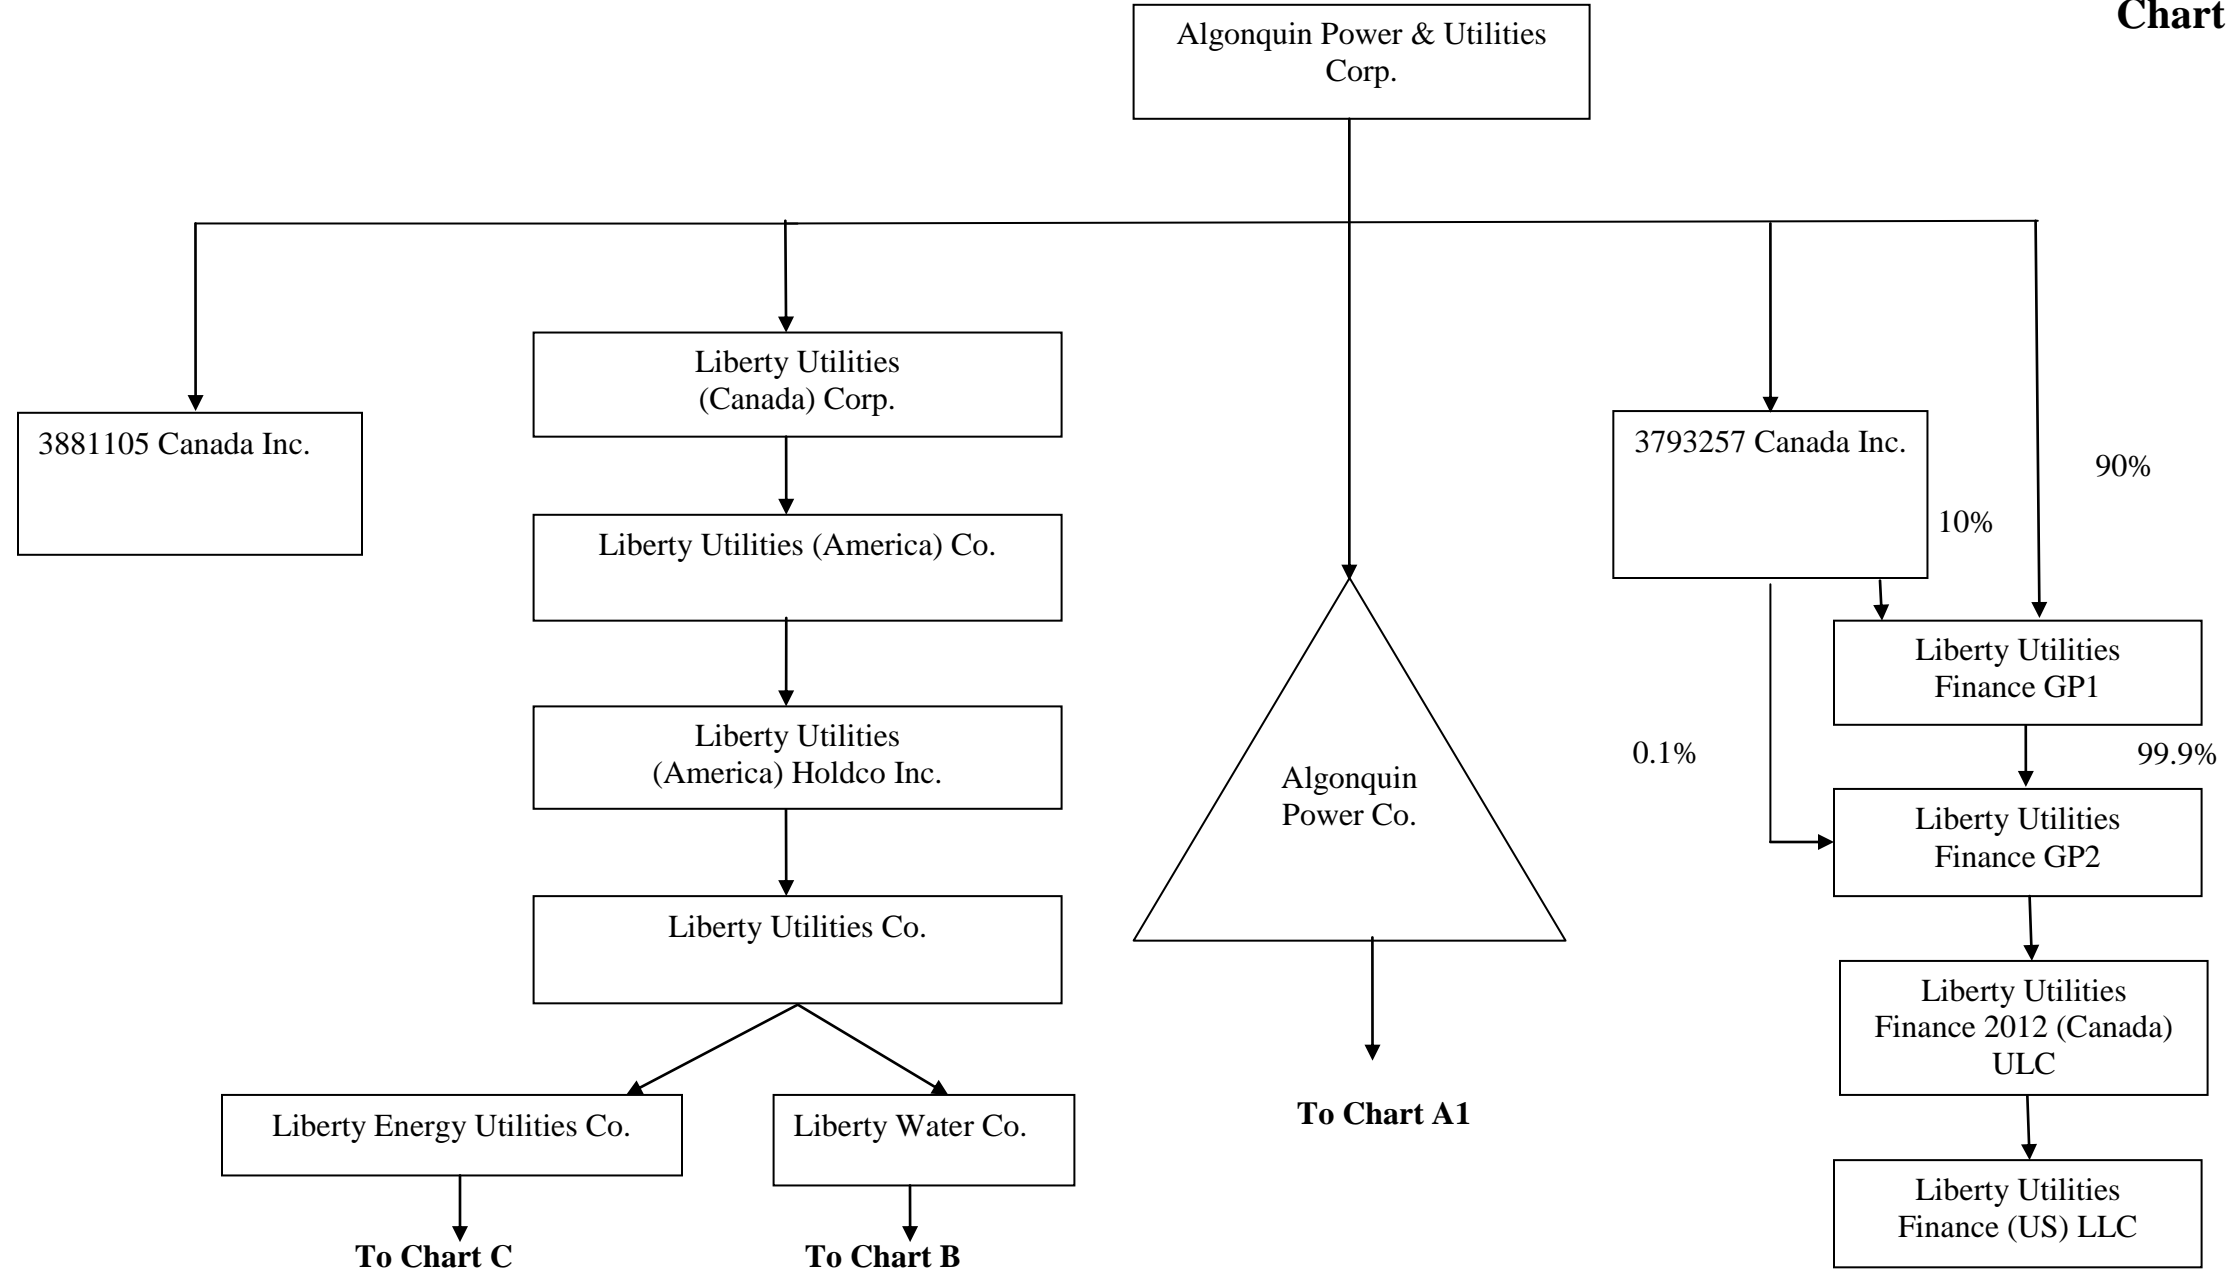 Chart
Algonquin Power & Utilities
Corp.
Liberty Utilities
(Canada) Corp.
3881105 Canada Inc.
3793257 Canada Inc.
90%
10%
Liberty Utilities (America) Co.
Liberty Utilities
Finance GP1
Liberty Utilities
(America) Holdco Inc.
0.1%
99.9%
Algonquin
Power Co.
Liberty Utilities
Finance GP2
Liberty Utilities Co.
Liberty Utilities
Finance 2012 (Canada)
ULC
Liberty Energy Utilities Co.
Liberty Water Co.
To Chart A1
Liberty Utilities
Finance (US) LLC
To Chart C
To Chart B